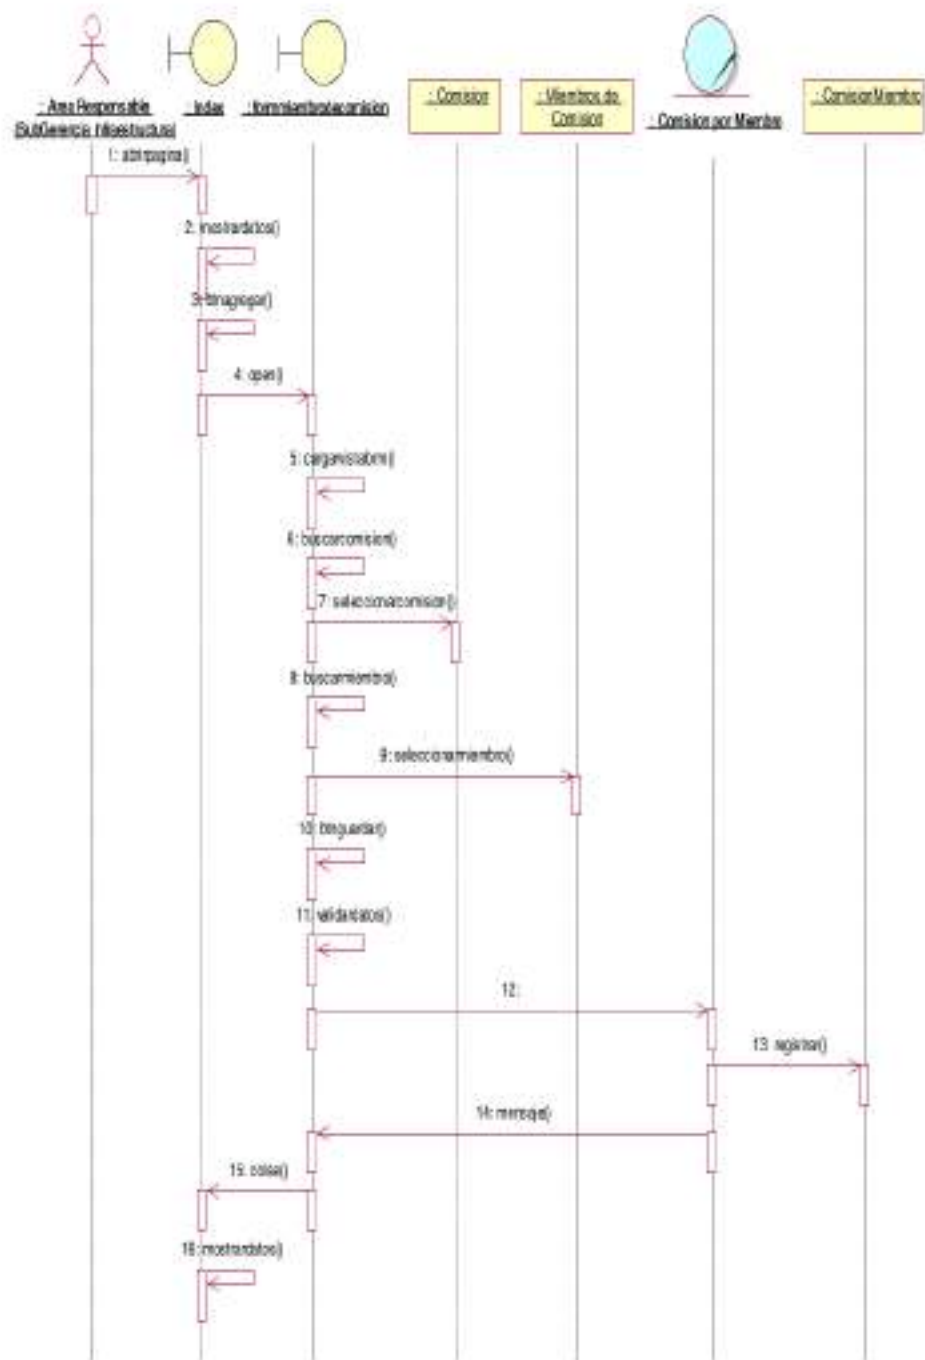 : Area Responsable
(SubGerencia Infraestructura)
: Index
: formmiembrodecomision
: Comision
: Miembros de
Comision
: Comision por Miembro
: ComisionMiembro
1: abrirpagina()
2: mostrardatos()
3: btnagregar()
4: open()
5: cargarvistafrm()
6: buscarcomision()
7: seleccionarcomision()
8: buscarmiembro()
9: seleccionarmiembro()
10: btnguardar()
11: validardatos()
12:
13: registrar()
14: mensaje()
15: colse()
16: mostrardatos()